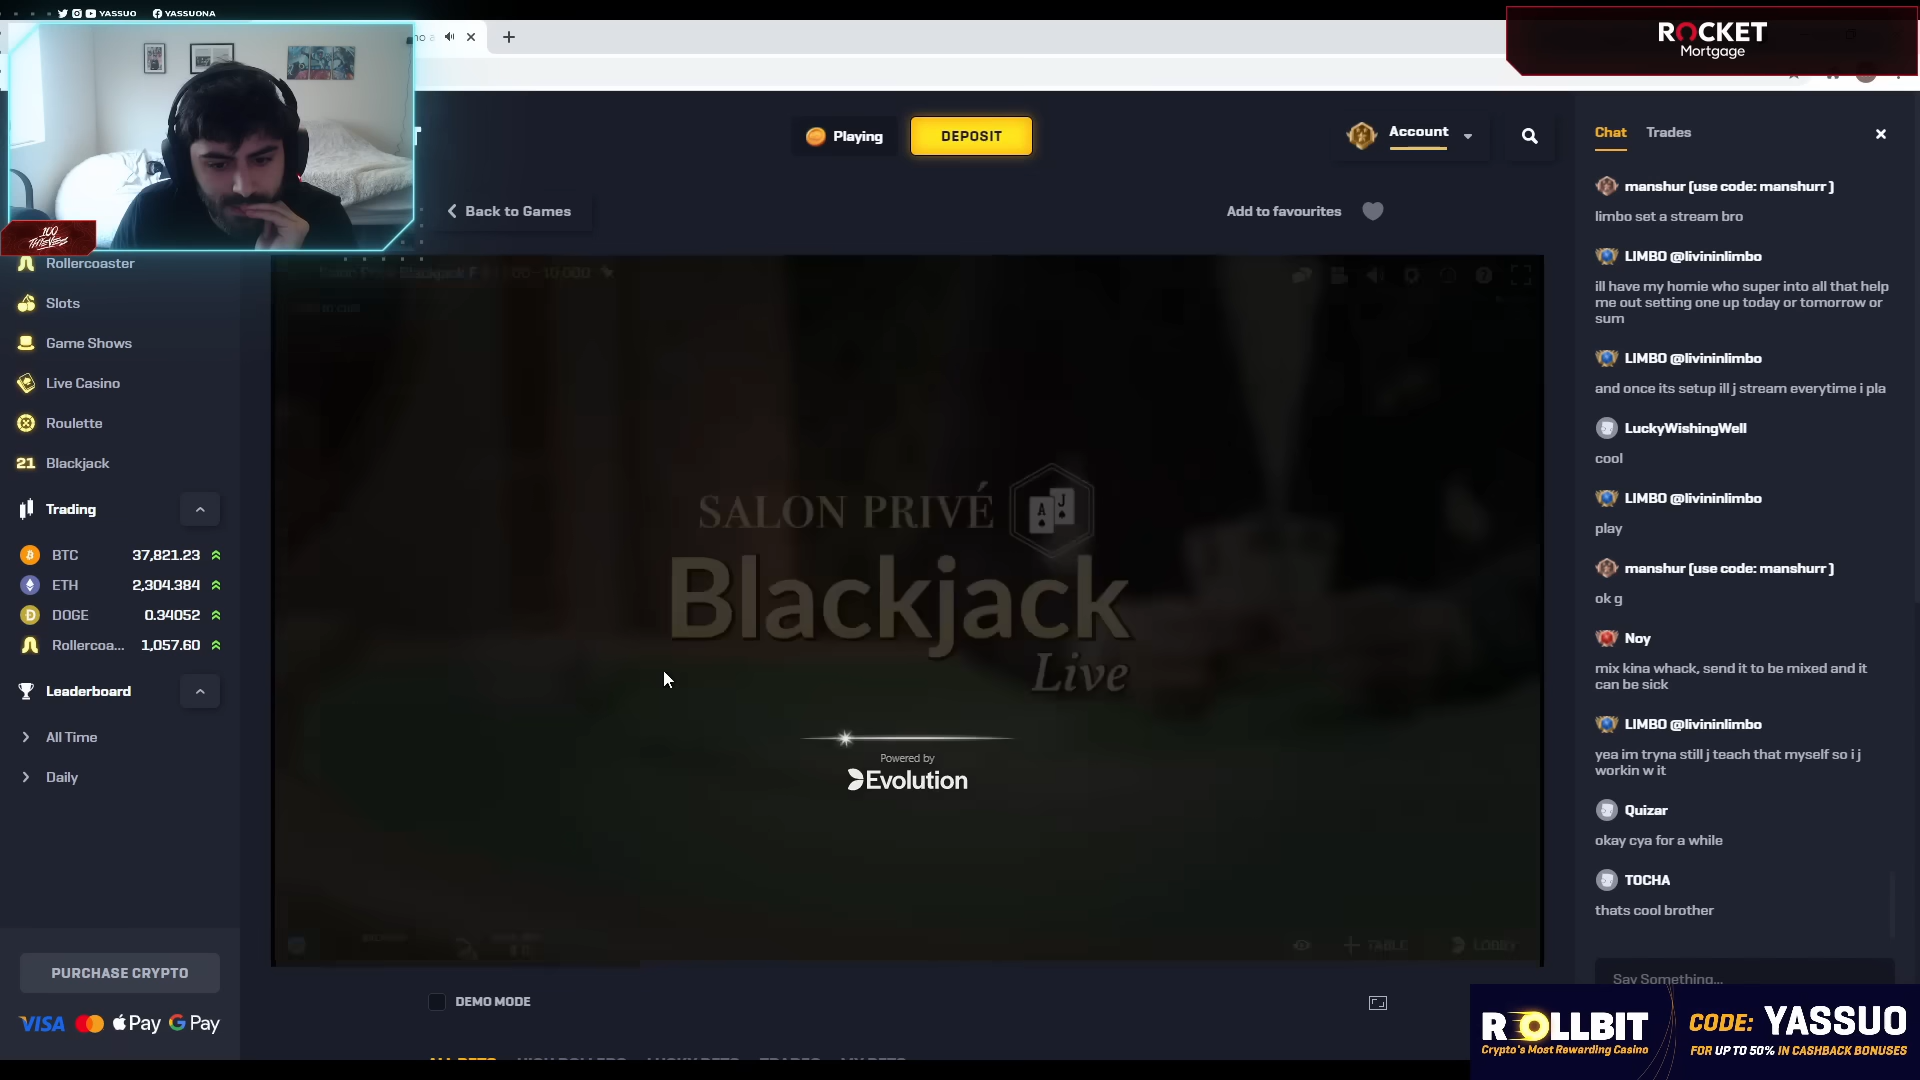 YASSUO
YASSUONA
ROCKET
Mortgage
100
THIEVES
Playing
DEPOSIT
Account
Chat
Trades
Back to Games
Add to favourites
Rollercoaster
Slots
Game Shows
Live Casino
Roulette
21 Blackjack
Trading
BTC 37,821.23
ETH 2,304.384
DOGE 0.34052
Rollercoa... 1,057.60
Leaderboard
All Time
Daily
PURCHASE CRYPTO
VISA Pay G Pay
SALON PRIVÉ
A J
Blackjack
Live
Powered by
Evolution
TABLE
LOBBY
DEMO MODE
manshur [use code: manshurr ]
limbo set a stream bro
LIMBO @livininlimbo
ill have my homie who super into all that help
me out setting one up today or tomorrow or
sum
LIMBO @livininlimbo
and once its setup ill j stream everytime i pla
LuckyWishingWell
cool
LIMBO @livininlimbo
play
manshur [use code: manshurr ]
ok g
Noy
mix kina whack, send it to be mixed and it
can be sick
LIMBO @livininlimbo
yea im tryna still j teach that myself so i j
workin w it
Quizar
okay cya for a while
TOCHA
thats cool brother
Say Something...
ROLLBIT
Crypto's Most Rewarding Casino
CODE: YASSUO
FOR UP TO 50% IN CASHBACK BONUSES